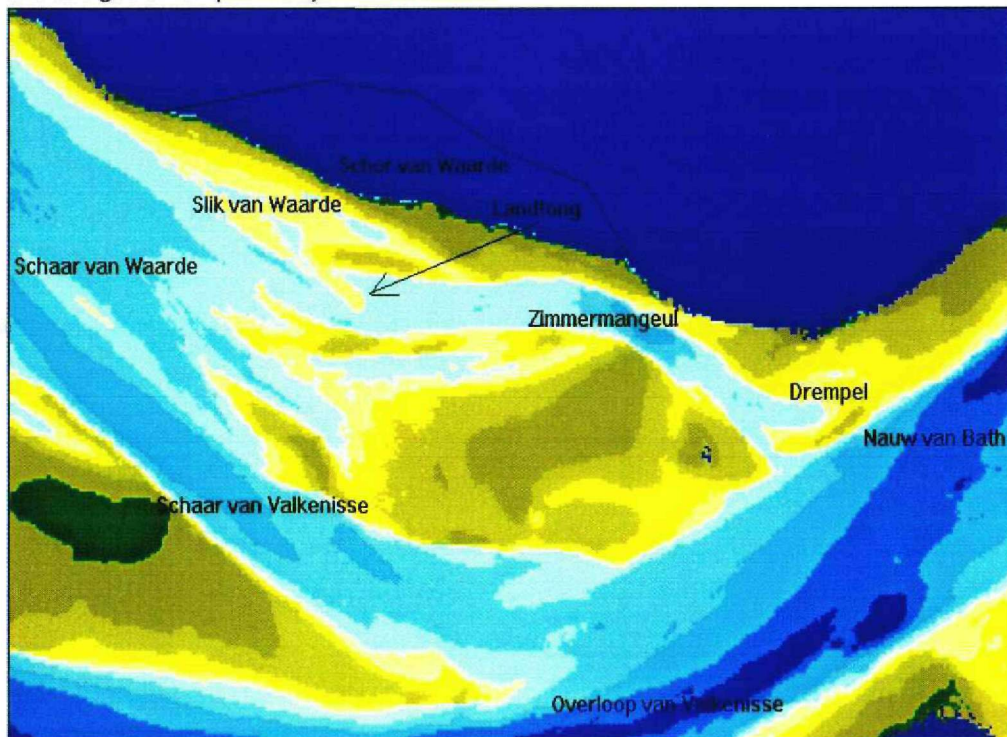 Schor van Waarde
Slik van Waarde
Landtong
Schaar van Waarde
Zimmermangeul
Drempel
Nauw van Bath
Schaar van Valkenisse
Overloop van Valkenisse